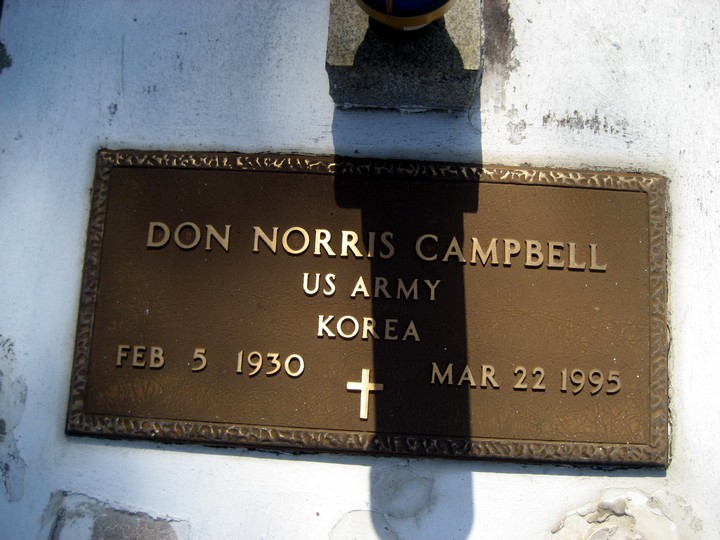 DON NORRIS CAMPBELL
US ARMY
KOREA
FEB 5 1930 MAR 22 1995